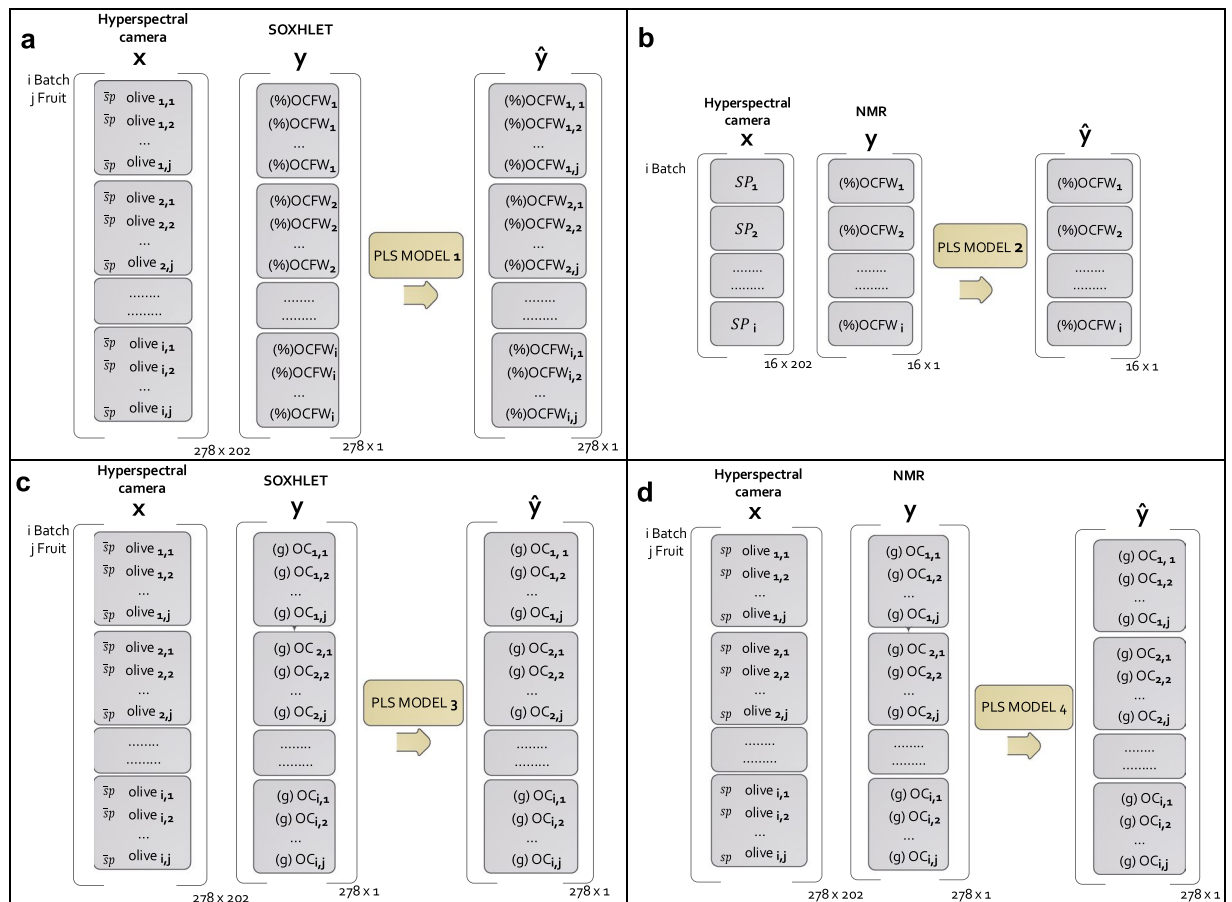 a
Hyperspectral
camera
x
SOXHLET
y
ŷ
i Batch
j Fruit
s̅p̅ olive 1,1
s̅p̅ olive 1,2
...
s̅p̅ olive 1,j
s̅p̅ olive 2,1
s̅p̅ olive 2,2
...
s̅p̅ olive 2,j
........
.........
s̅p̅ olive i,1
s̅p̅ olive i,2
...
s̅p̅ olive i,j
278 x 202
(%)OCFW1
(%)OCFW1
...
(%)OCFW1
(%)OCFW2
(%)OCFW2
...
(%)OCFW2
........
.........
(%)OCFWi
(%)OCFWi
...
(%)OCFWi
278 x 1
PLS MODEL 1
(%)OCFW1, 1
(%)OCFW1,2
...
(%)OCFW1,j
(%)OCFW2,1
(%)OCFW2,2
...
(%)OCFW2,j
........
.........
(%)OCFWi,1
(%)OCFWi,2
...
(%)OCFWi,j
278 x 1
b
Hyperspectral
camera
x
NMR
y
ŷ
i Batch
SP1
SP2
........
.........
SP i
16 x 202
(%)OCFW1
(%)OCFW2
........
.........
(%)OCFW i
16 x 1
PLS MODEL 2
(%)OCFW1
(%)OCFW2
........
.........
(%)OCFW i
16 x 1
c
Hyperspectral
camera
x
SOXHLET
y
ŷ
i Batch
j Fruit
s̅p̅ olive 1,1
s̅p̅ olive 1,2
...
s̅p̅ olive 1,j
s̅p̅ olive 2,1
s̅p̅ olive 2,2
...
s̅p̅ olive 2,j
........
.........
s̅p̅ olive i,1
s̅p̅ olive i,2
...
s̅p̅ olive i,j
278 x 202
(g) OC1,1
(g) OC1,2
...
(g) OC1,j
(g) OC 2,1
(g) OC2,2
...
(g) OC2,j
........
.........
(g) OCi,1
(g) OCi,2
...
(g) OCi,j
278 x 1
PLS MODEL 3
(g) OC1, 1
(g) OC1,2
...
(g) OC1,j
(g) OC2,1
(g) OC2,2
...
(g) OC2,j
........
.........
(g) OCi,1
(g) OCi,2
...
(g) OCi,j
278 x 1
d
Hyperspectral
camera
x
NMR
y
ŷ
i Batch
j Fruit
sp olive 1,1
sp olive 1,2
...
sp olive 1,j
sp olive 2,1
sp olive 2,2
...
sp olive 2,j
........
.........
sp olive i,1
sp olive i,2
...
sp olive i,j
278 x 202
(g) OC1,1
(g) OC1,2
...
(g) OC1,j
(g) OC 2,1
(g) OC2,2
...
(g) OC2,j
........
.........
(g) OCi,1
(g) OCi,2
...
(g) OCi,j
278 x 1
PLS MODEL 4
(g) OC1, 1
(g) OC1,2
...
(g) OC1,j
(g) OC2,1
(g) OC2,2
...
(g) OC2,j
........
.........
(g) OCi,1
(g) OCi,2
...
(g) OCi,j
278 x 1